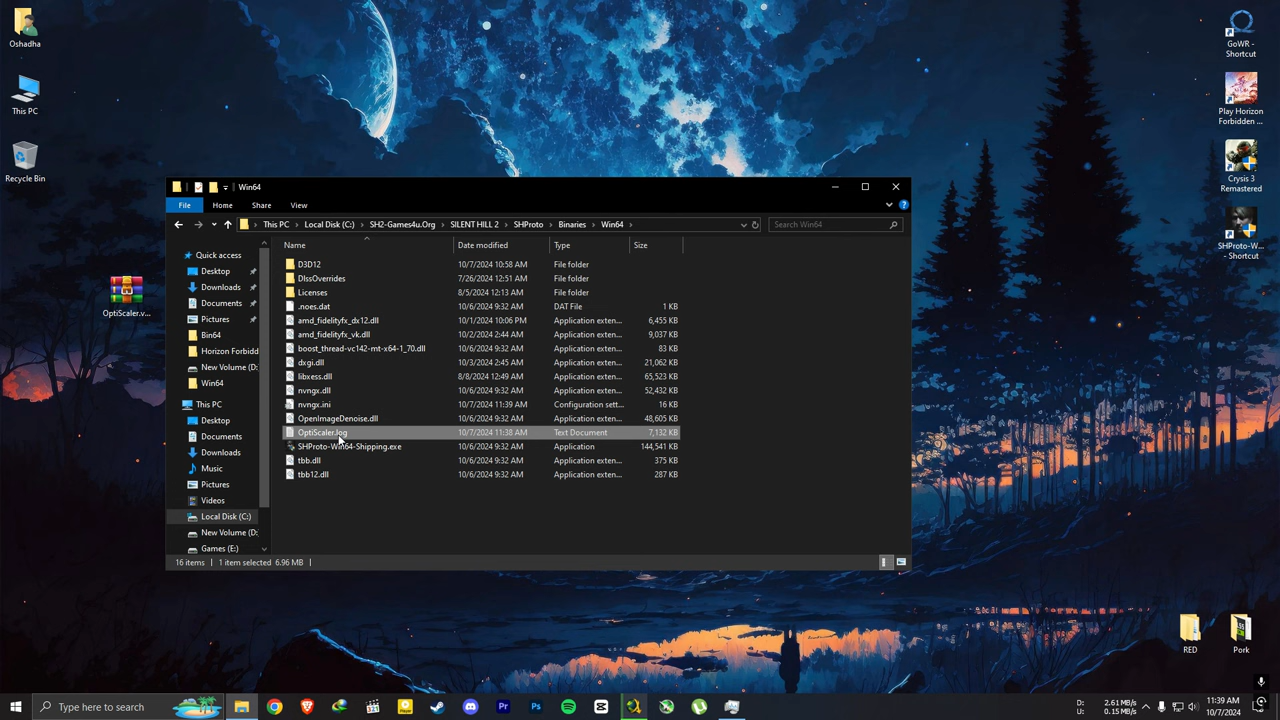 Oshadha
This PC
Recycle Bin
OptiScaler.v...
GoWR -
Shortcut
Play Horizon
Forbidden ...
Crysis 3
Remastered
SHProto-W...
- Shortcut
RED
Pork
Win64
File
Home
Share
View
This PC
Local Disk (C:)
SH2-Games4u.Org
SILENT HILL 2
SHProto
Binaries
Win64
Search Win64
Quick access
Desktop
Downloads
Documents
Pictures
Bin64
Horizon Forbidd
New Volume (D:
Win64
This PC
Desktop
Documents
Downloads
Music
Pictures
Videos
Local Disk (C:)
New Volume (D:
Games (E:)
Name Date modified Type Size
D3D12 10/7/2024 10:58 AM File folder
DlssOverrides 7/26/2024 12:51 AM File folder
Licenses 8/5/2024 12:13 AM File folder
.noes.dat 10/6/2024 9:32 AM DAT File 1 KB
amd_fidelityfx_dx12.dll 10/1/2024 10:06 PM Application exten... 6,455 KB
amd_fidelityfx_vk.dll 10/2/2024 2:44 AM Application exten... 9,037 KB
boost_thread-vc142-mt-x64-1_70.dll 10/6/2024 9:32 AM Application exten... 83 KB
dxgi.dll 10/3/2024 2:45 AM Application exten... 21,062 KB
libxess.dll 8/8/2024 12:49 AM Application exten... 65,523 KB
nvngx.dll 10/6/2024 9:32 AM Application exten... 52,432 KB
nvngx.ini 10/7/2024 11:39 AM Configuration sett... 16 KB
OpenImageDenoise.dll 10/6/2024 9:32 AM Application exten... 48,605 KB
OptiScaler.log 10/7/2024 11:38 AM Text Document 7,132 KB
SHProto-Win64-Shipping.exe 10/6/2024 9:32 AM Application 144,541 KB
tbb.dll 10/6/2024 9:32 AM Application exten... 375 KB
tbb12.dll 10/6/2024 9:32 AM Application exten... 287 KB
16 items 1 item selected 6.96 MB
Type here to search
D: 2.61 MB/s
U: 0.15 MB/s
11:39 AM
10/7/2024